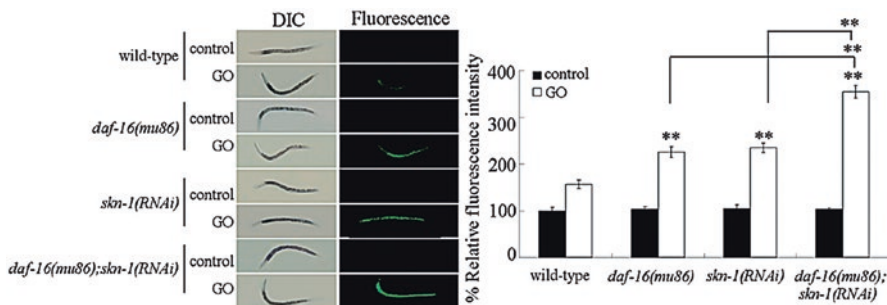 DIC Fluorescence
wild-type
control
GO
daf-16(mu86)
control
GO
skn-1(RNAi)
control
GO
daf-16(mu86);skn-1(RNAi)
control
GO
% Relative fluorescence intensity
400
300
200
100
0
control
GO
**
**
**
**
**
wild-type daf-16(mu86) skn-1(RNAi) daf-16(mu86);
skn-1(RNAi)